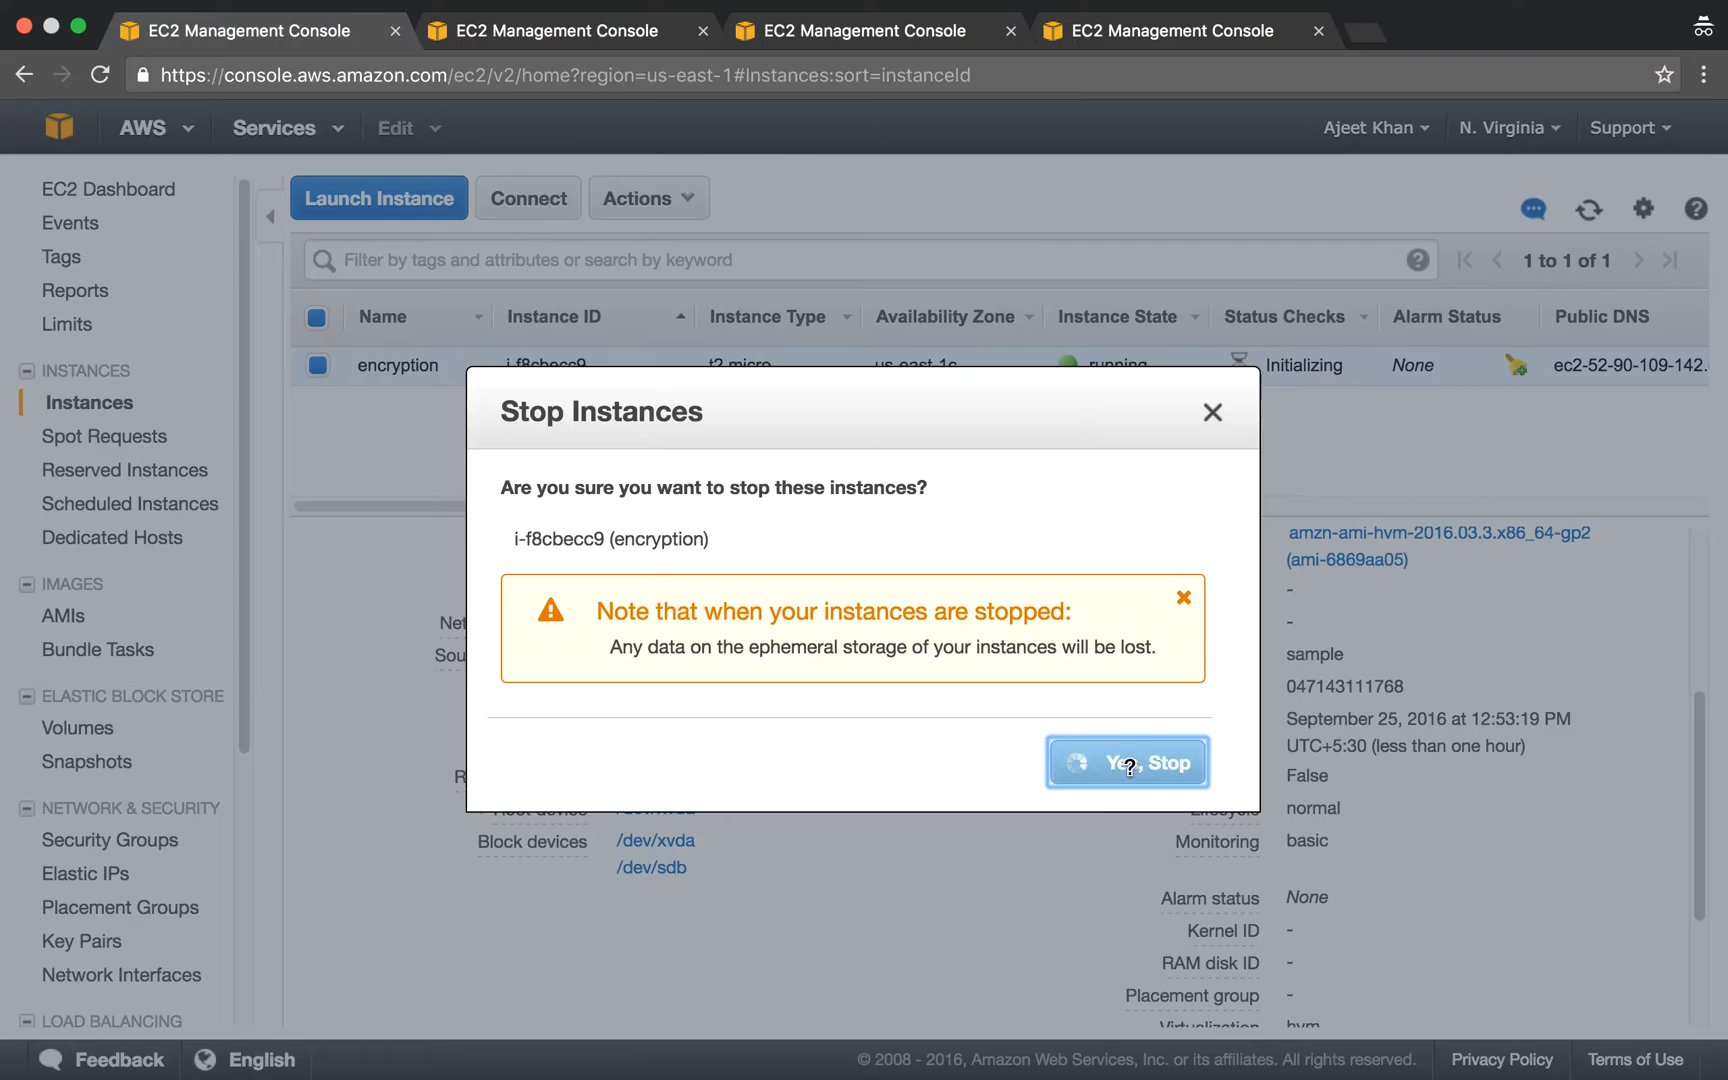 EC2 Management Console
EC2 Management Console
EC2 Management Console
EC2 Management Console
https://console.aws.amazon.com/ec2/v2/home?region=us-east-1#Instances:sort=instanceId
AWS Services Edit Ajeet Khan N. Virginia Support
EC2 Dashboard
Events
Tags
Reports
Limits
INSTANCES
Instances
Spot Requests
Reserved Instances
Scheduled Instances
Dedicated Hosts
IMAGES
AMIs
Bundle Tasks
ELASTIC BLOCK STORE
Volumes
Snapshots
NETWORK & SECURITY
Security Groups
Elastic IPs
Placement Groups
Key Pairs
Network Interfaces
LOAD BALANCING
Launch Instance Connect Actions
Filter by tags and attributes or search by keyword 1 to 1 of 1
Name Instance ID Instance Type Availability Zone Instance State Status Checks Alarm Status Public DNS
encryption i-f8cbecc9 t2.micro us-east-1c running Initializing None ec2-52-90-109-142.
Stop Instances
Are you sure you want to stop these instances?
i-f8cbecc9 (encryption)
Note that when your instances are stopped:
Any data on the ephemeral storage of your instances will be lost.
Yes, Stop
amzn-ami-hvm-2016.03.3.x86_64-gp2
(ami-6869aa05)
-
-
sample
047143111768
September 25, 2016 at 12:53:19 PM
UTC+5:30 (less than one hour)
False
Lifecycle normal
Block devices /dev/xvda
/dev/sdb
Monitoring basic
Alarm status None
Kernel ID -
RAM disk ID -
Placement group -
Virtualization hvm
Feedback English © 2008 - 2016, Amazon Web Services, Inc. or its affiliates. All rights reserved. Privacy Policy Terms of Use